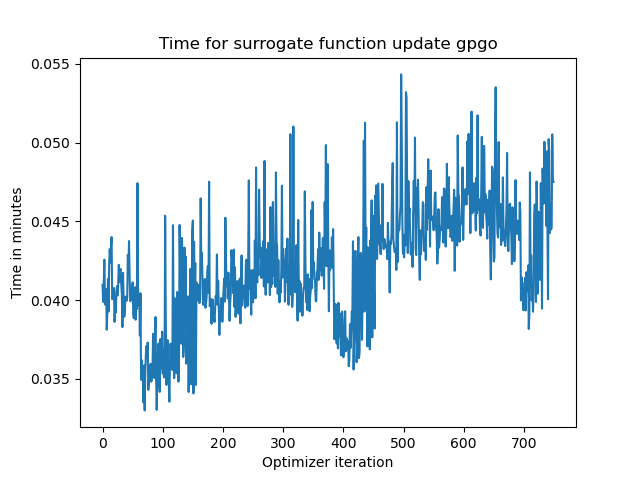 Time for surrogate function update gpgo
0.055
0.050
0.045
0.040
0.035
Time in minutes
0 100 200 300 400 500 600 700
Optimizer iteration